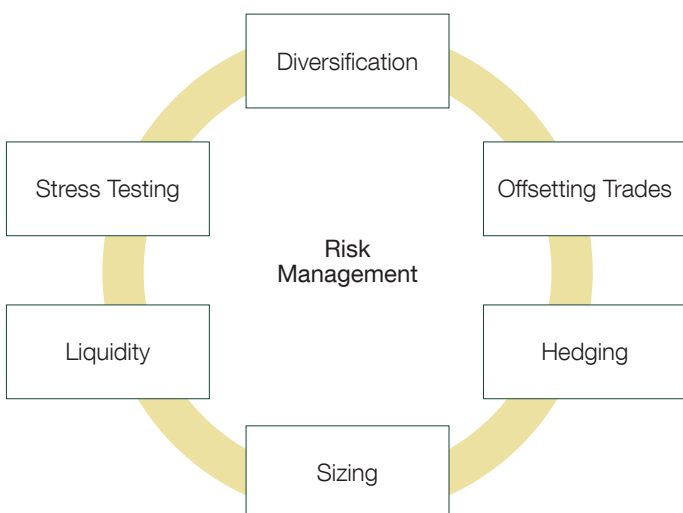 Diversification
Stress Testing
Offsetting Trades
Risk
Management
Liquidity
Hedging
Sizing